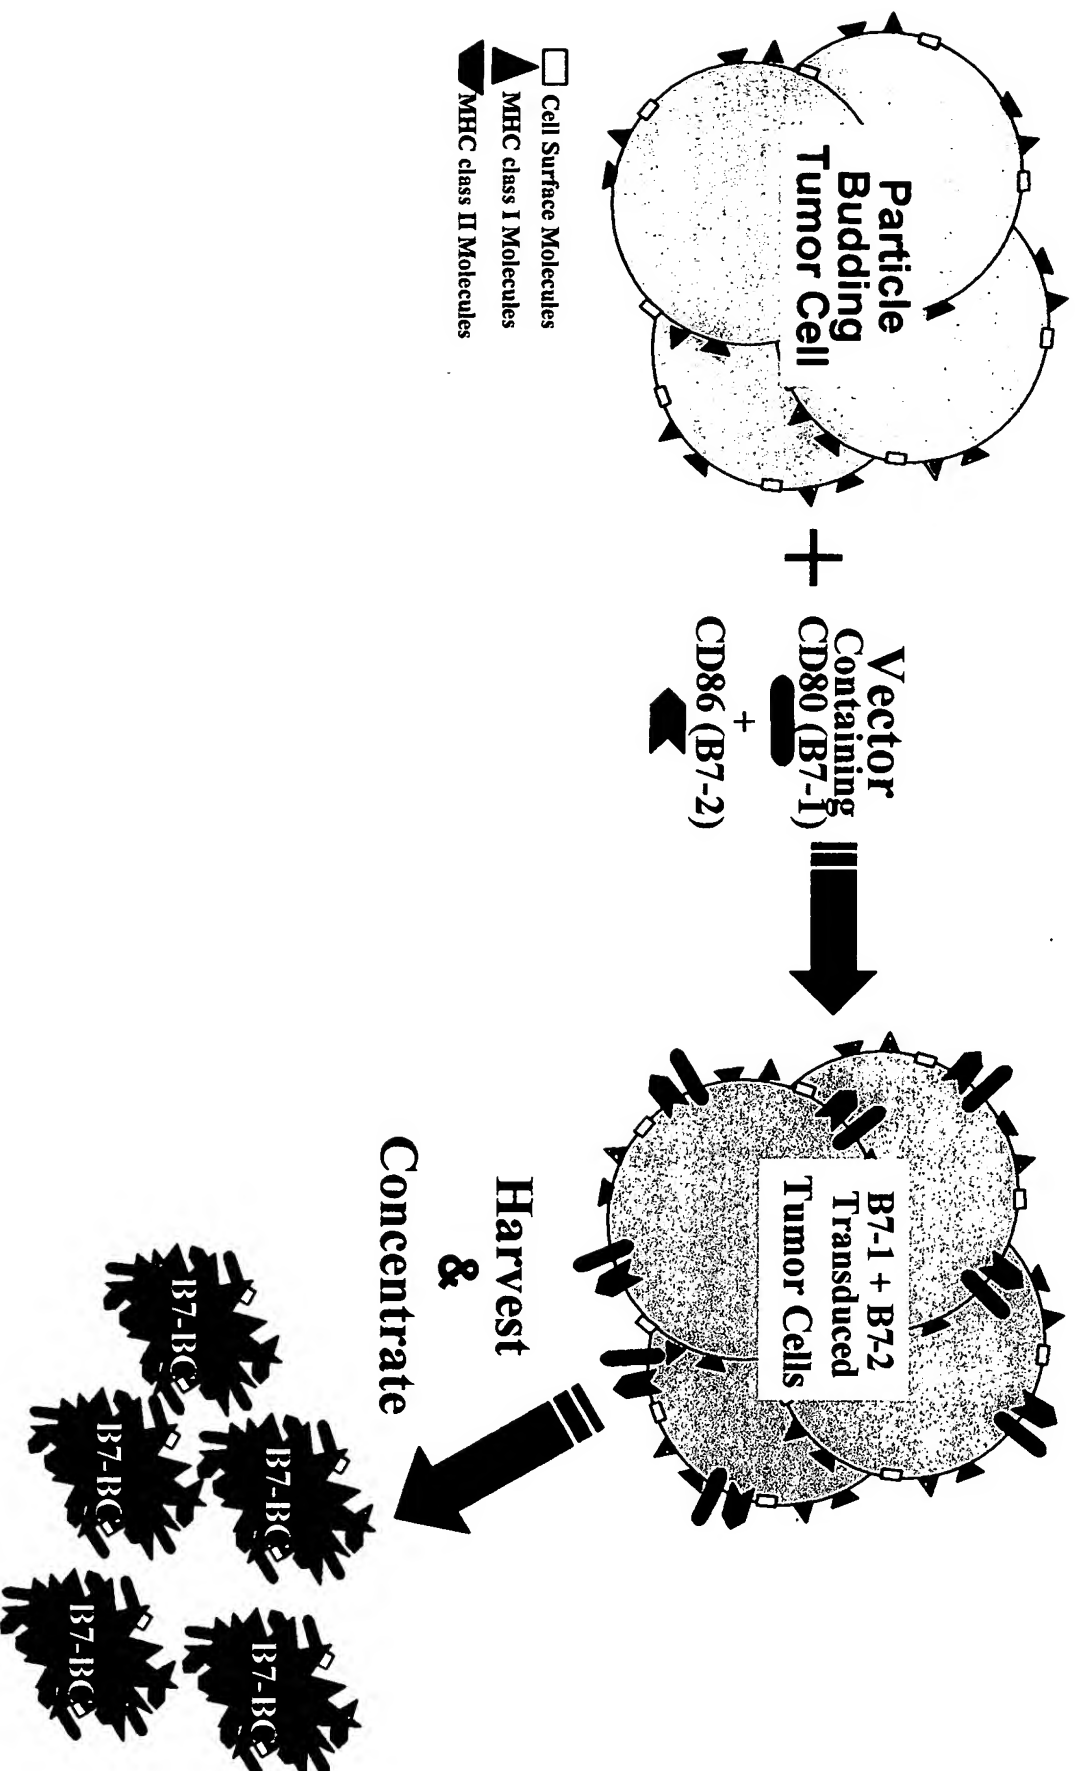 Particle
Budding
Tumor Cell
Cell Surface Molecules
MHC class I Molecules
MHC class II Molecules
+
Vector
Containing
CD80 (B7-1)
+
CD86 (B7-2)
B7-1 + B7-2
Transduced
Tumor Cells
Harvest
&
Concentrate
B7-BC
B7-BC
B7-BC
B7-BC
B7-BC